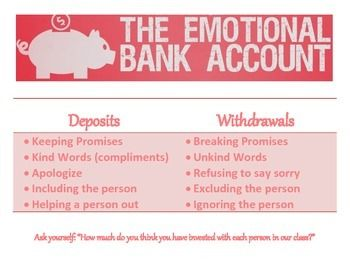 THE EMOTIONAL
BANK ACCOUNT
Deposits Withdrawals
• Keeping Promises • Breaking Promises
• Kind Words (compliments) • Unkind Words
• Apologize • Refusing to say sorry
• Including the person • Excluding the person
• Helping a person out • Ignoring the person
Ask yourself: "How much do you think you have invested with each person in our class?"